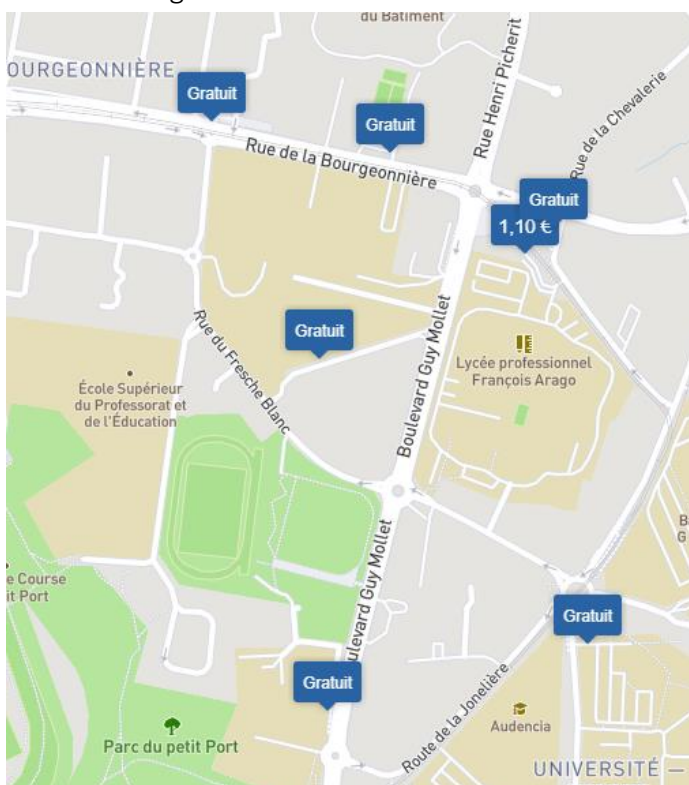 du Batiment
OURGEONNIÈRE
Gratuit
Gratuit
Rue Henri Picherit
Rue de la Chevalerie
Rue de la Bourgeonnière
Gratuit
1,10 €
Gratuit
Boulevard Guy Mollet
Lycée professionnel
François Arago
Rue du Fresche Blanc
École Supérieur
du Professorat et
de l'Éducation
Boulevard Guy Mollet
B
G
e Course
it Port
Gratuit
Gratuit
Route de la Jonelière
Audencia
Parc du petit Port
UNIVERSITÉ —